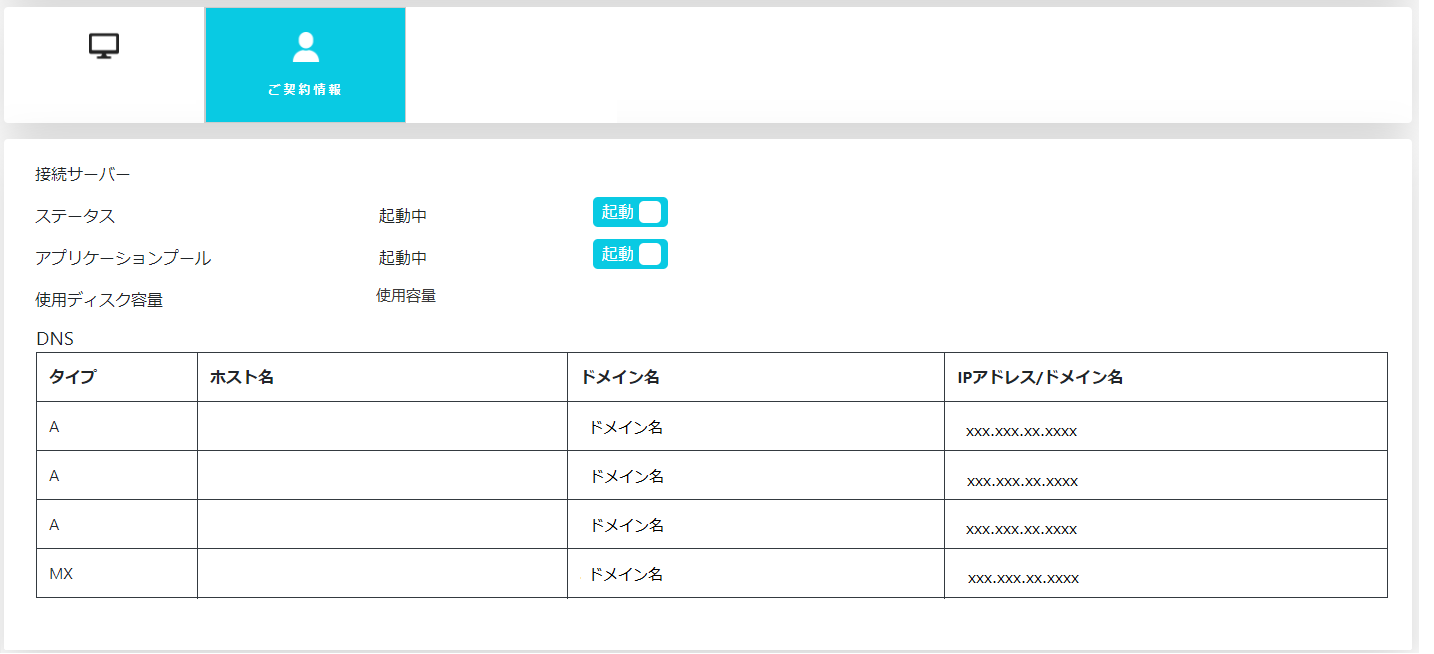 ご契約情報
接続サーバー
ステータス 起動中 起動
アプリケーションプール 起動中 起動
使用ディスク容量 使用容量
DNS
タイプ ホスト名 ドメイン名 IPアドレス/ドメイン名
A ドメイン名 xxx.xxx.xx.xxxx
A ドメイン名 xxx.xxx.xx.xxxx
A ドメイン名 xxx.xxx.xx.xxxx
MX ドメイン名 xxx.xxx.xx.xxxx